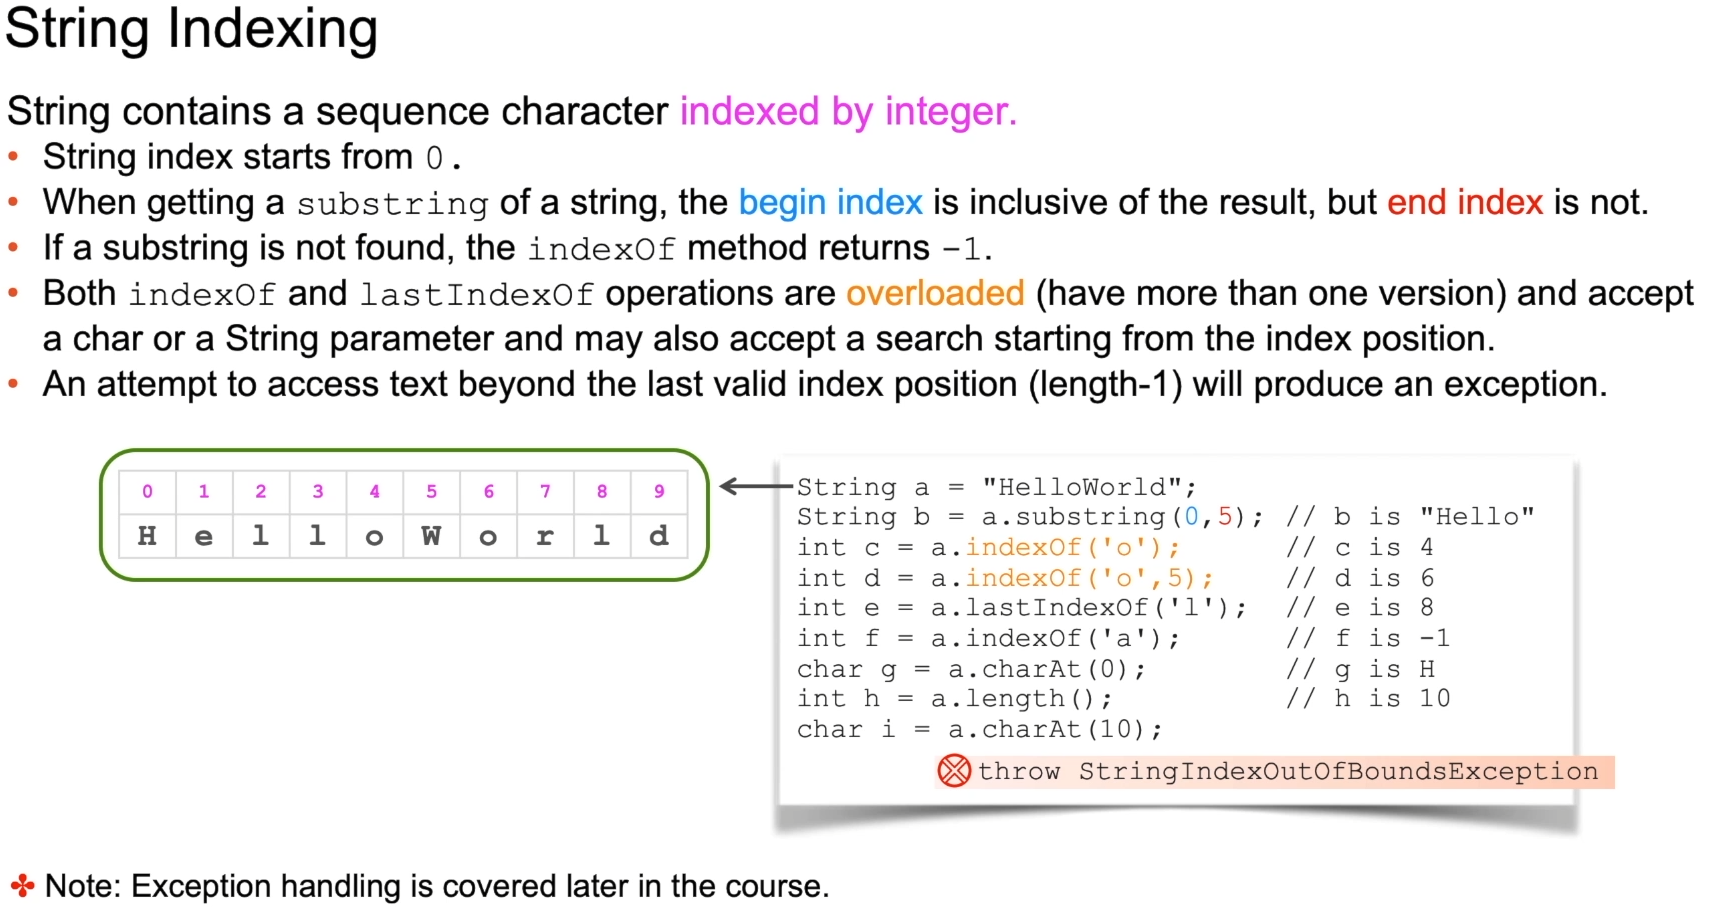 String Indexing
String contains a sequence character indexed by integer.
• String index starts from 0.
• When getting a substring of a string, the begin index is inclusive of the result, but end index is not.
• If a substring is not found, the indexOf method returns -1.
• Both indexOf and lastIndexOf operations are overloaded (have more than one version) and accept
a char or a String parameter and may also accept a search starting from the index position.
• An attempt to access text beyond the last valid index position (length-1) will produce an exception.
0 1 2 3 4 5 6 7 8 9
H e l l o W o r l d
String a = "HelloWorld";
String b = a.substring(0,5); // b is "Hello"
int c = a.indexOf('o'); // c is 4
int d = a.indexOf('o',5); // d is 6
int e = a.lastIndexOf('l'); // e is 8
int f = a.indexOf('a'); // f is -1
char g = a.charAt(0); // g is H
int h = a.length(); // h is 10
char i = a.charAt(10);
throw StringIndexOutOfBoundsException
✤ Note: Exception handling is covered later in the course.